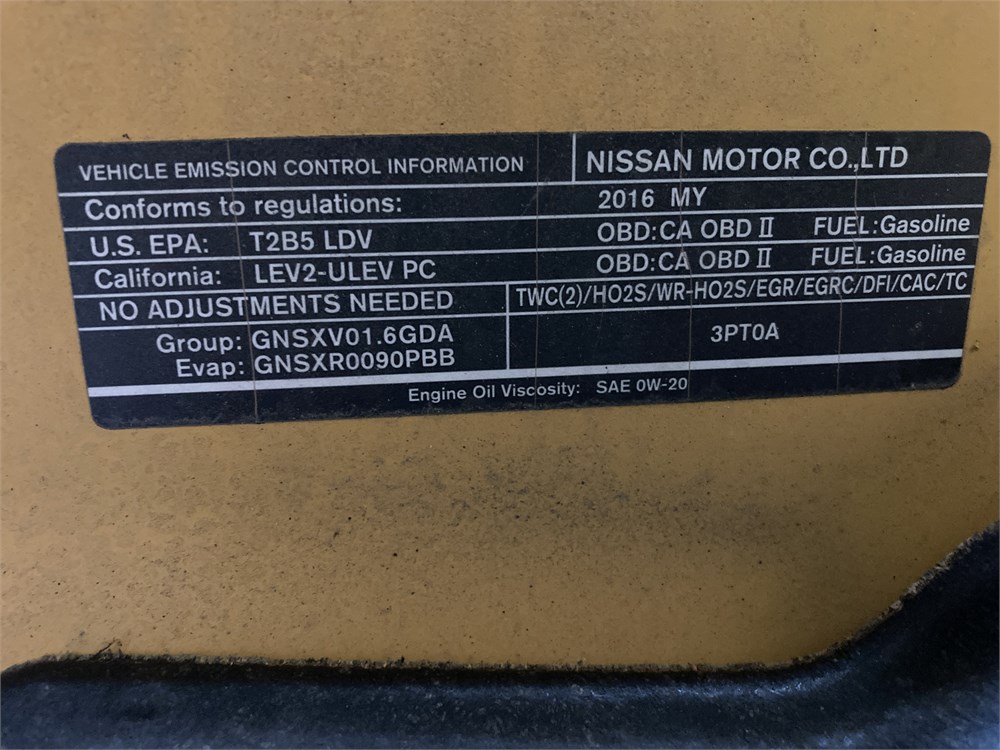 VEHICLE EMISSION CONTROL INFORMATION NISSAN MOTOR CO.,LTD
Conforms to regulations: 2016 MY
U.S. EPA: T2B5 LDV OBD:CA OBD II FUEL:Gasoline
California: LEV2-ULEV PC OBD:CA OBD II FUEL:Gasoline
NO ADJUSTMENTS NEEDED TWC(2)/HO2S/WR-HO2S/EGR/EGRC/DFI/CAC/TC
Group: GNSXV01.6GDA 3PT0A
Evap: GNSXR0090PBB
Engine Oil Viscosity: SAE 0W-20